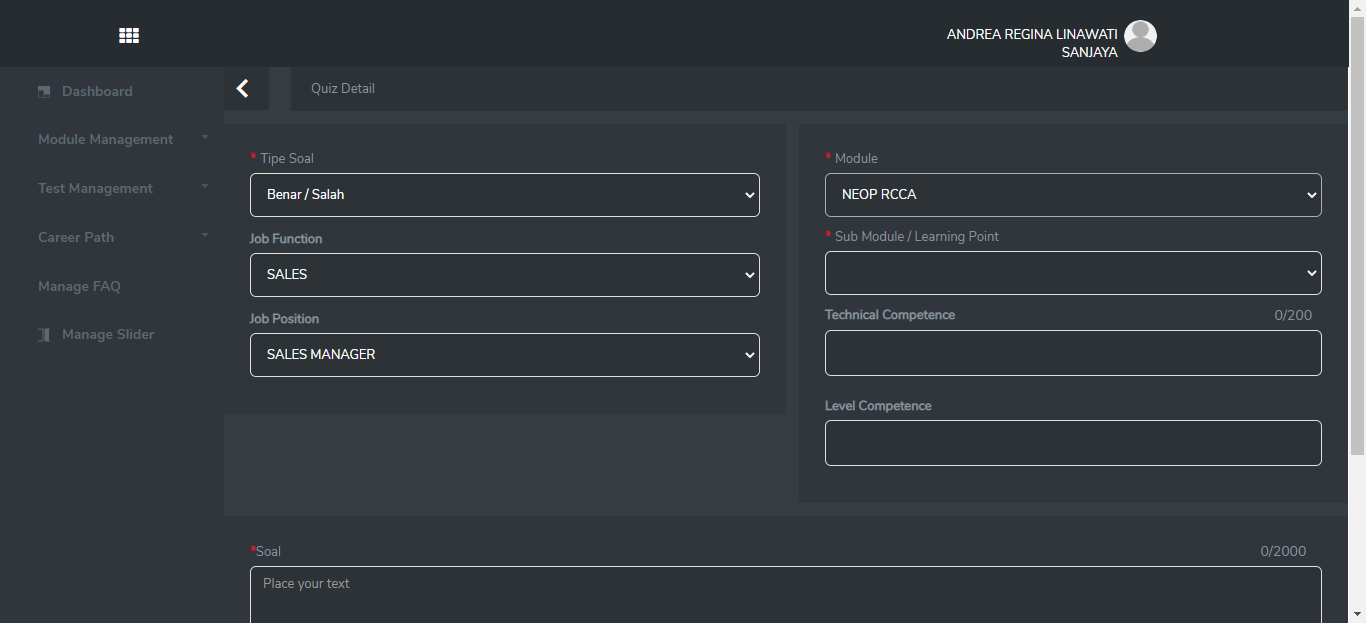 ANDREA REGINA LINAWATI
SANJAYA
Dashboard
Module Management
Test Management
Career Path
Manage FAQ
Manage Slider
Quiz Detail
* Tipe Soal
Benar / Salah
Job Function
SALES
Job Position
SALES MANAGER
* Module
NEOP RCCA
* Sub Module / Learning Point
Technical Competence 0/200
Level Competence
*Soal 0/2000
Place your text